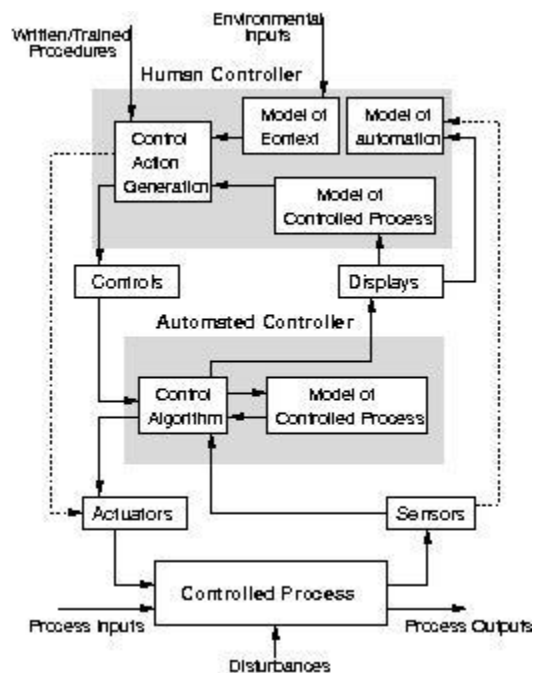 Written/Trained
Procedures
Environmental
Inputs
Human Controller
Control
Action
Generation
Model of
Eontext
Model of
automation
Model of
Controlled Process
Controls
Displays
Automated Controller
Control
Algorithm
Model of
Controlled Process
Actuators
Sensors
Controlled Process
Process Inputs
Process Outputs
Disturbances